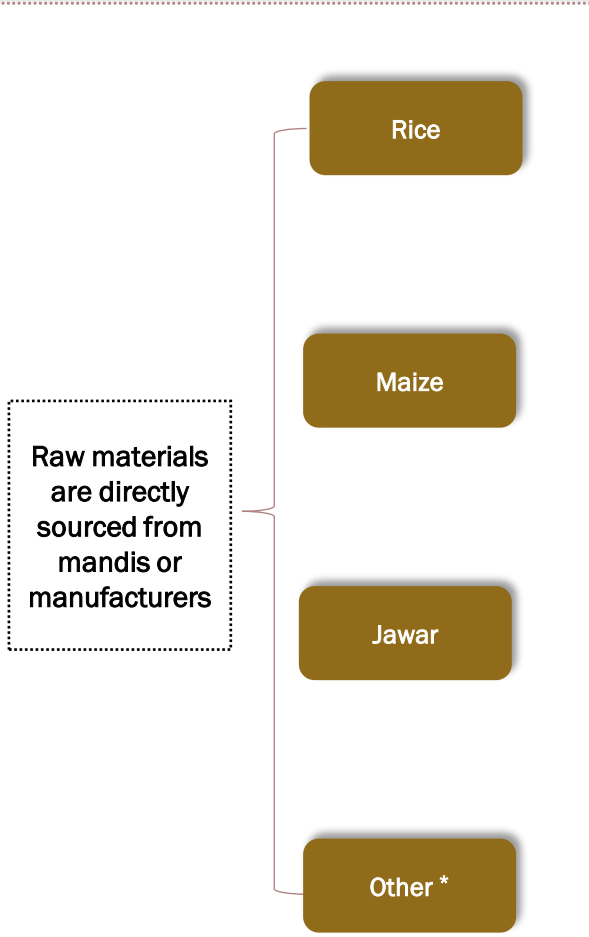 Rice
Maize
Raw materials
are directly
sourced from
mandis or
manufacturers
Jawar
Other *